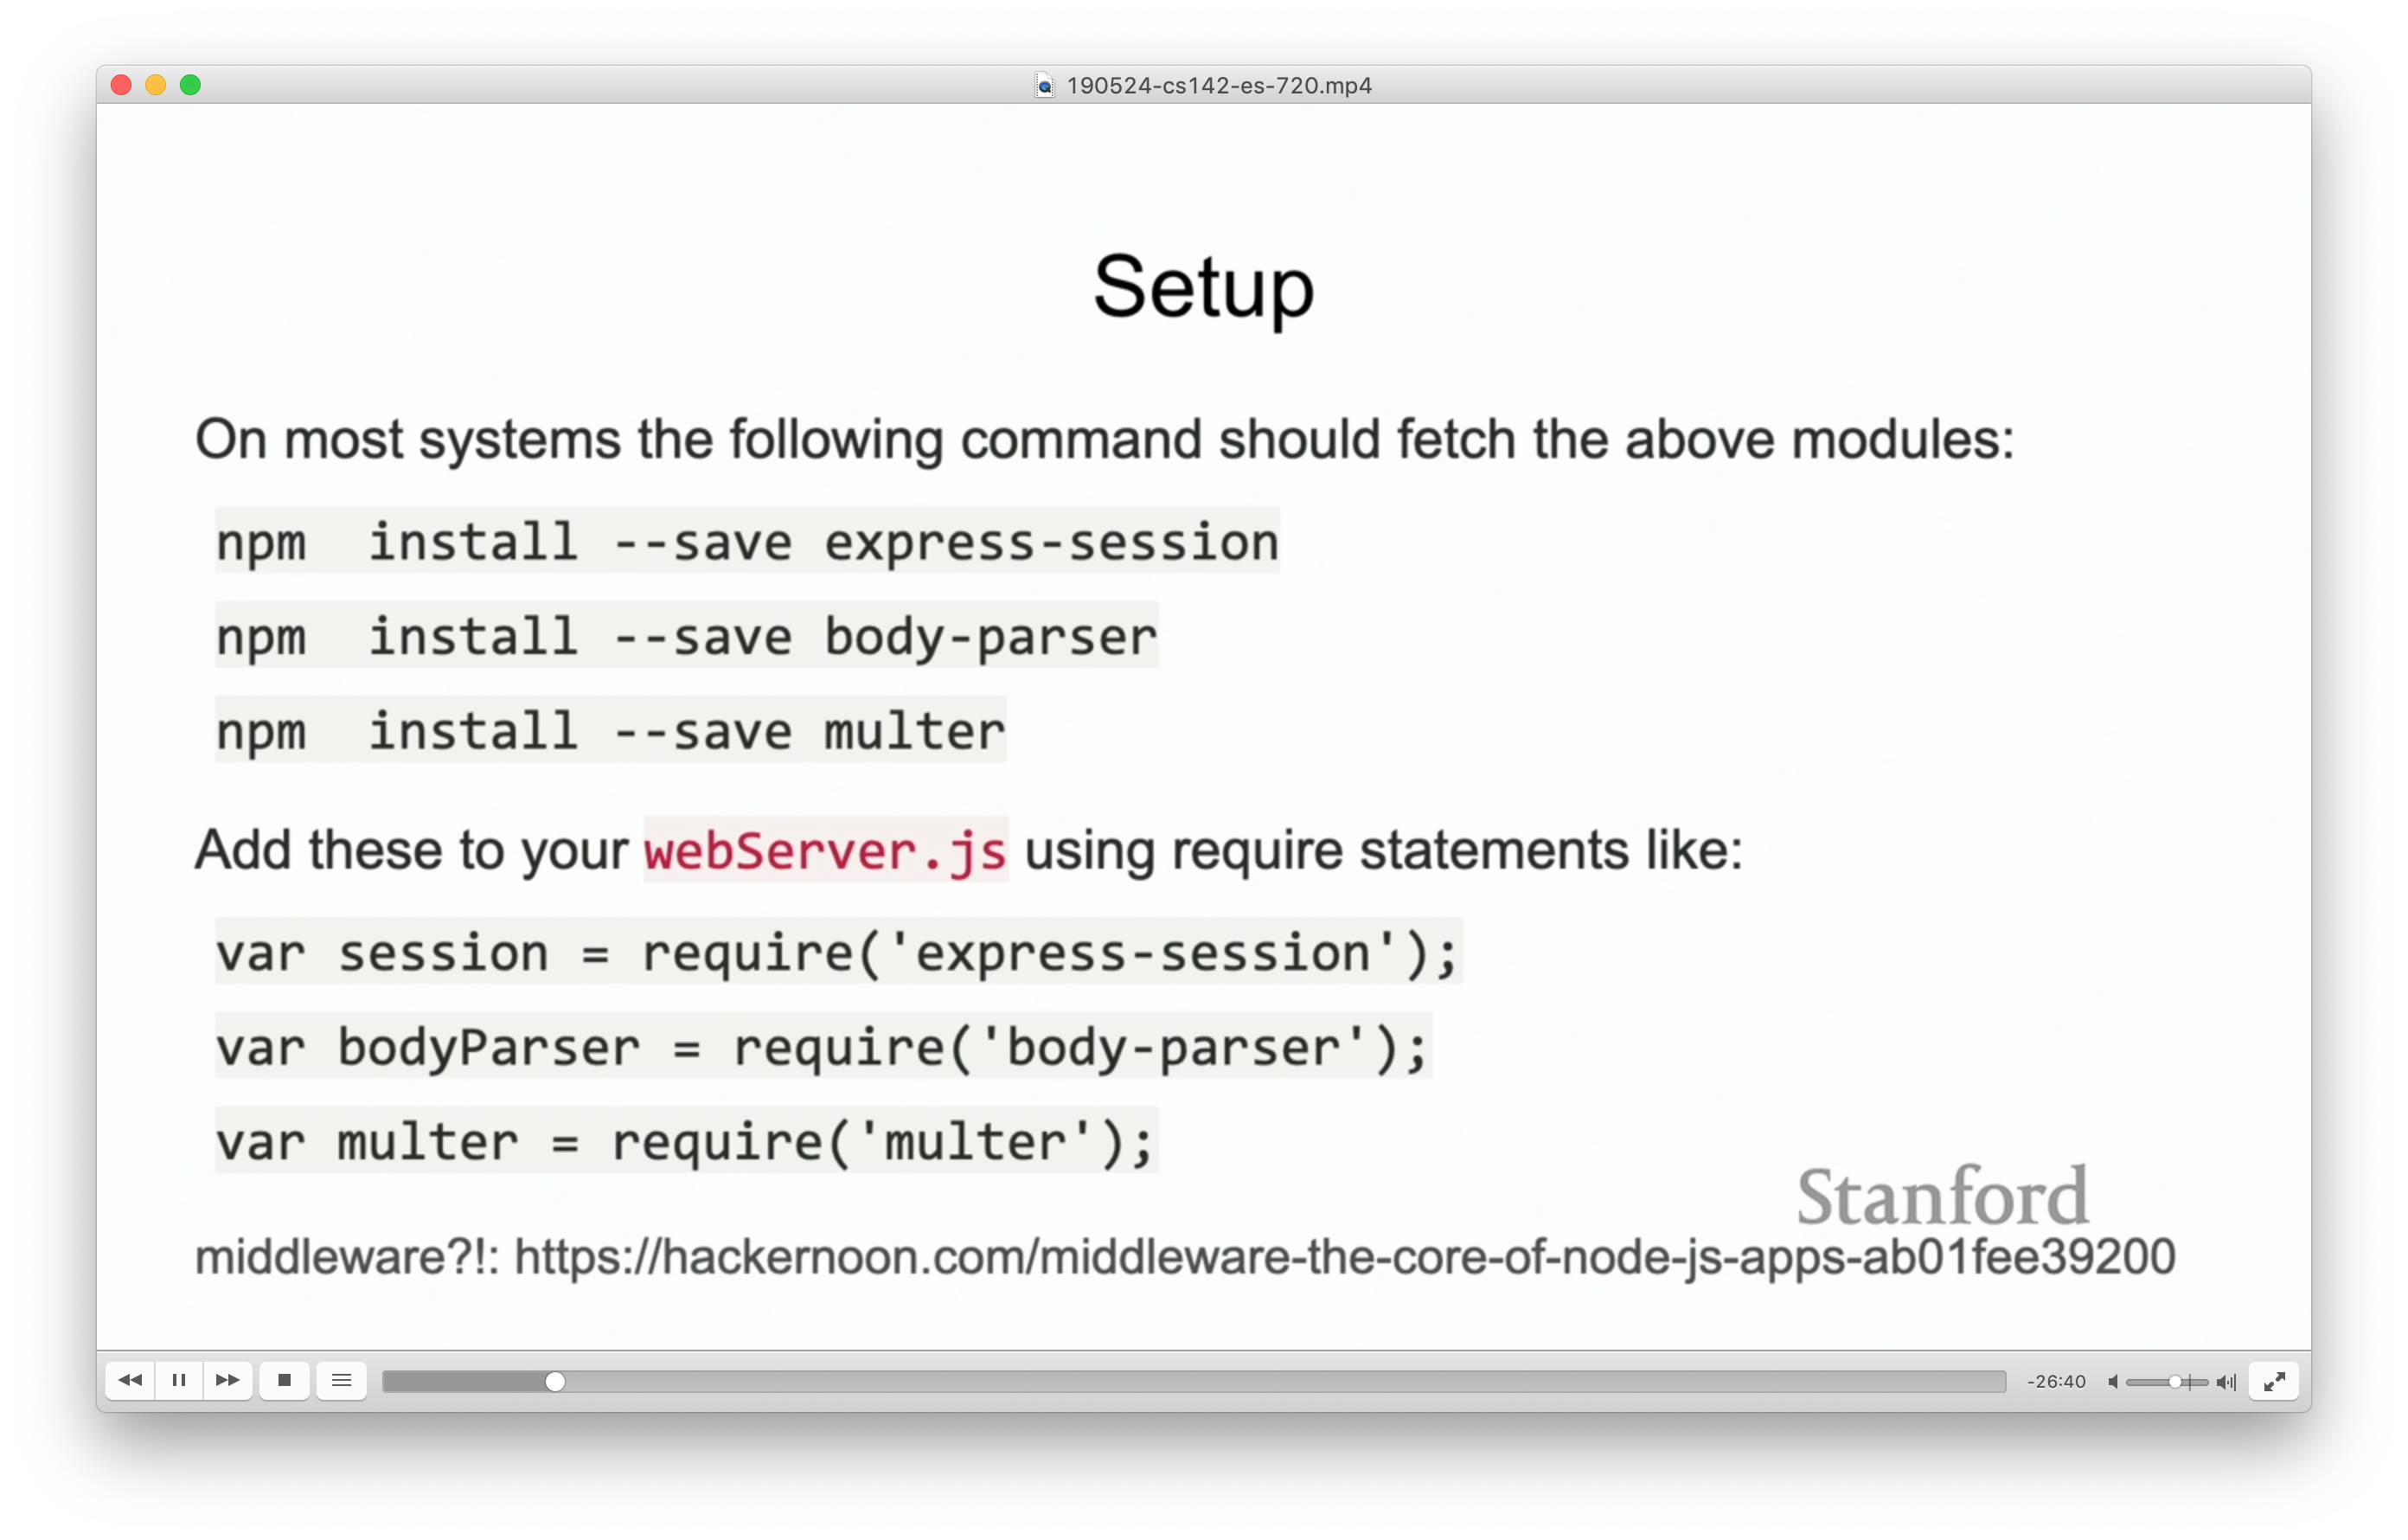 190524-cs142-es-720.mp4
Setup
On most systems the following command should fetch the above modules:
npm  install --save express-session
npm  install --save body-parser
npm  install --save multer
Add these to your webServer.js using require statements like:
var session = require('express-session');
var bodyParser = require('body-parser');
var multer = require('multer');
Stanford
middleware?!: https://hackernoon.com/middleware-the-core-of-node-js-apps-ab01fee39200
-26:40